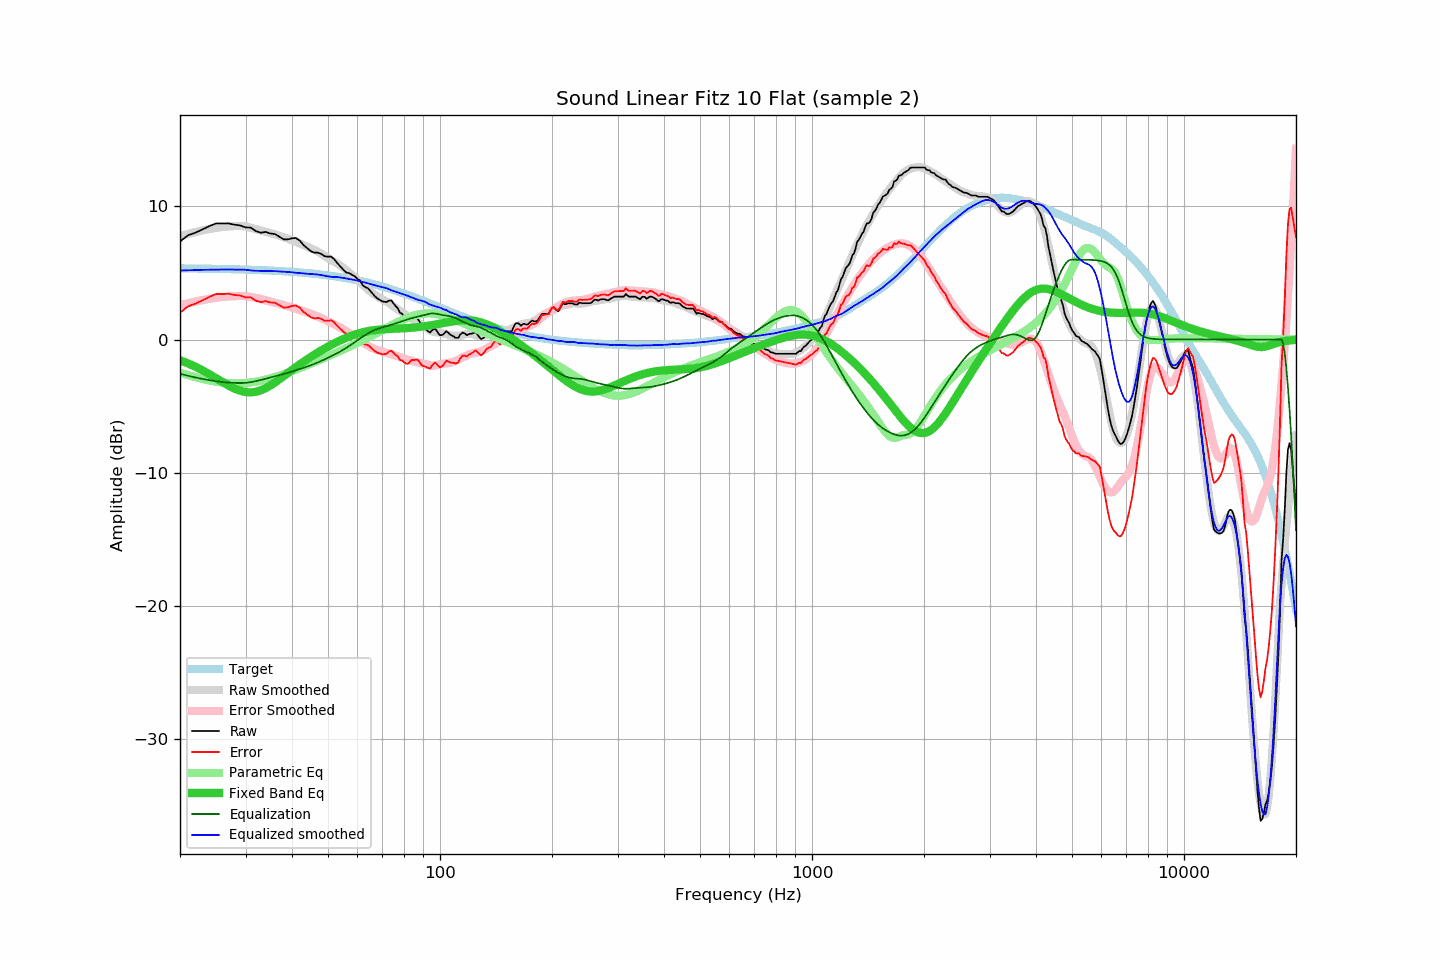 Sound Linear Fitz 10 Flat (sample 2)
Amplitude (dBr)
10
0
−10
−20
−30
Target
Raw Smoothed
Error Smoothed
Raw
Error
Parametric Eq
Fixed Band Eq
Equalization
Equalized smoothed
100
1000
10000
Frequency (Hz)